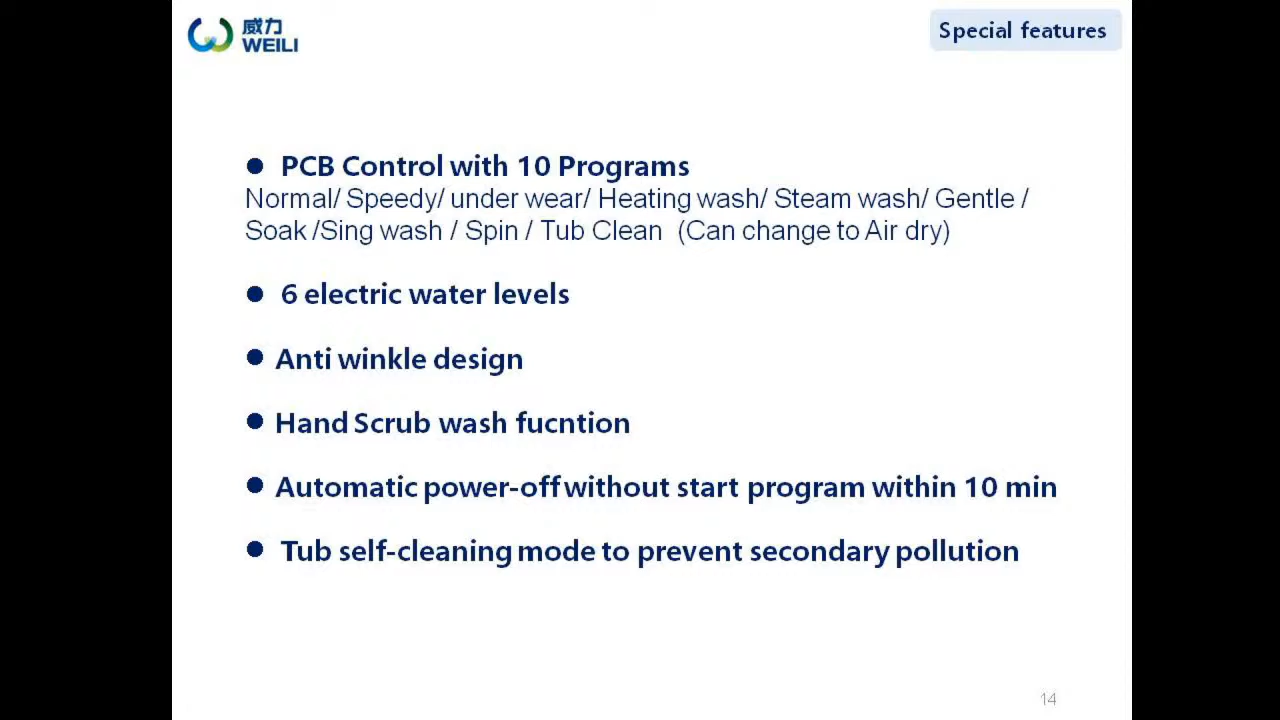 威力
WEILI
Special features
● PCB Control with 10 Programs
Normal/ Speedy/ under wear/ Heating wash/ Steam wash/ Gentle /
Soak /Sing wash / Spin / Tub Clean (Can change to Air dry)
● 6 electric water levels
● Anti winkle design
● Hand Scrub wash fucntion
● Automatic power-off without start program within 10 min
● Tub self-cleaning mode to prevent secondary pollution
14